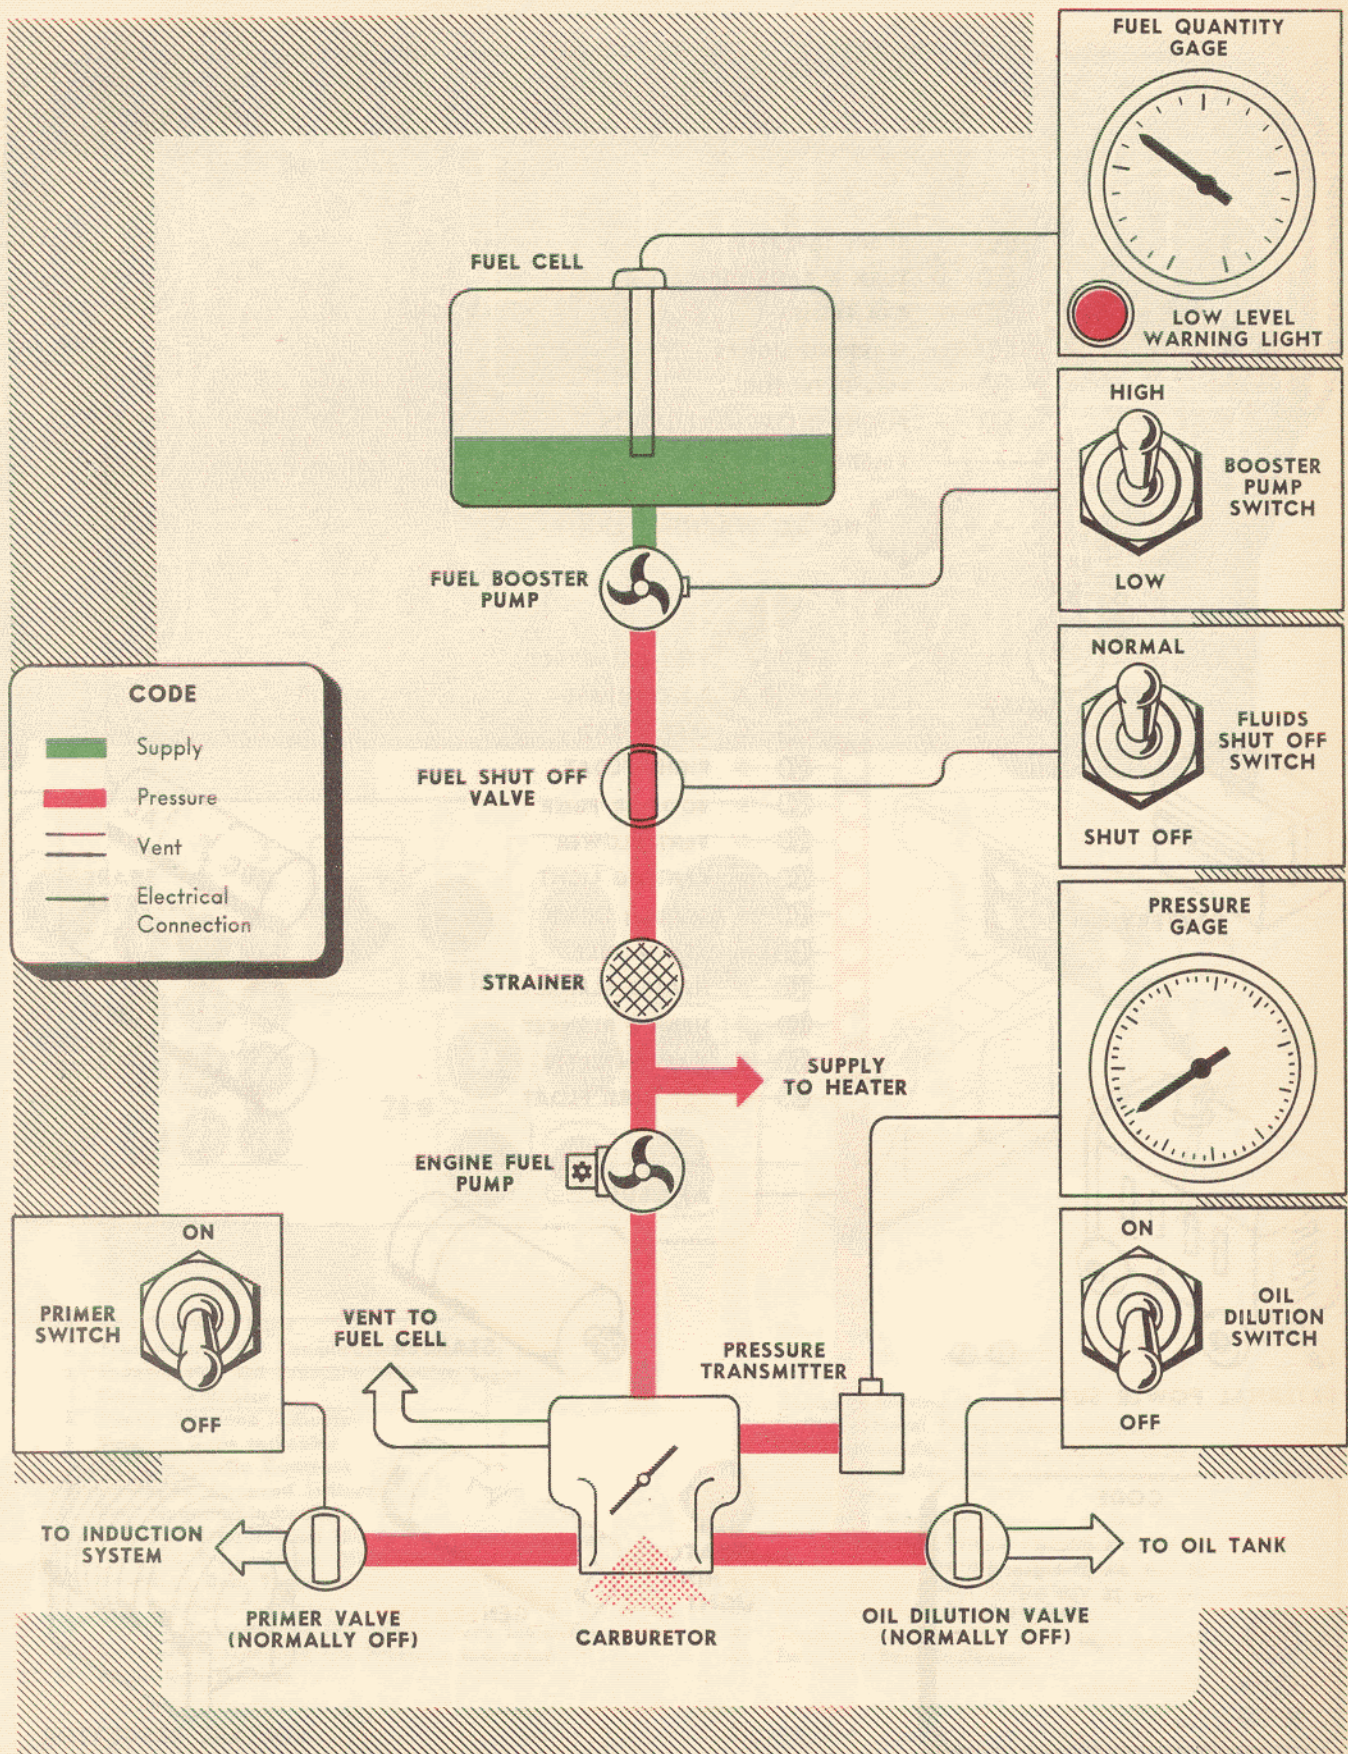 FUEL QUANTITY
GAGE
LOW LEVEL
WARNING LIGHT
FUEL CELL
HIGH
BOOSTER
PUMP
SWITCH
LOW
FUEL BOOSTER
PUMP
NORMAL
FLUIDS
SHUT OFF
SWITCH
SHUT OFF
CODE
Supply
Pressure
Vent
Electrical
Connection
FUEL SHUT OFF
VALVE
PRESSURE
GAGE
STRAINER
SUPPLY
TO HEATER
ENGINE FUEL
PUMP
ON
PRIMER
SWITCH
OFF
VENT TO
FUEL CELL
PRESSURE
TRANSMITTER
ON
OIL
DILUTION
SWITCH
OFF
TO INDUCTION
SYSTEM
TO OIL TANK
PRIMER VALVE
(NORMALLY OFF)
CARBURETOR
OIL DILUTION VALVE
(NORMALLY OFF)